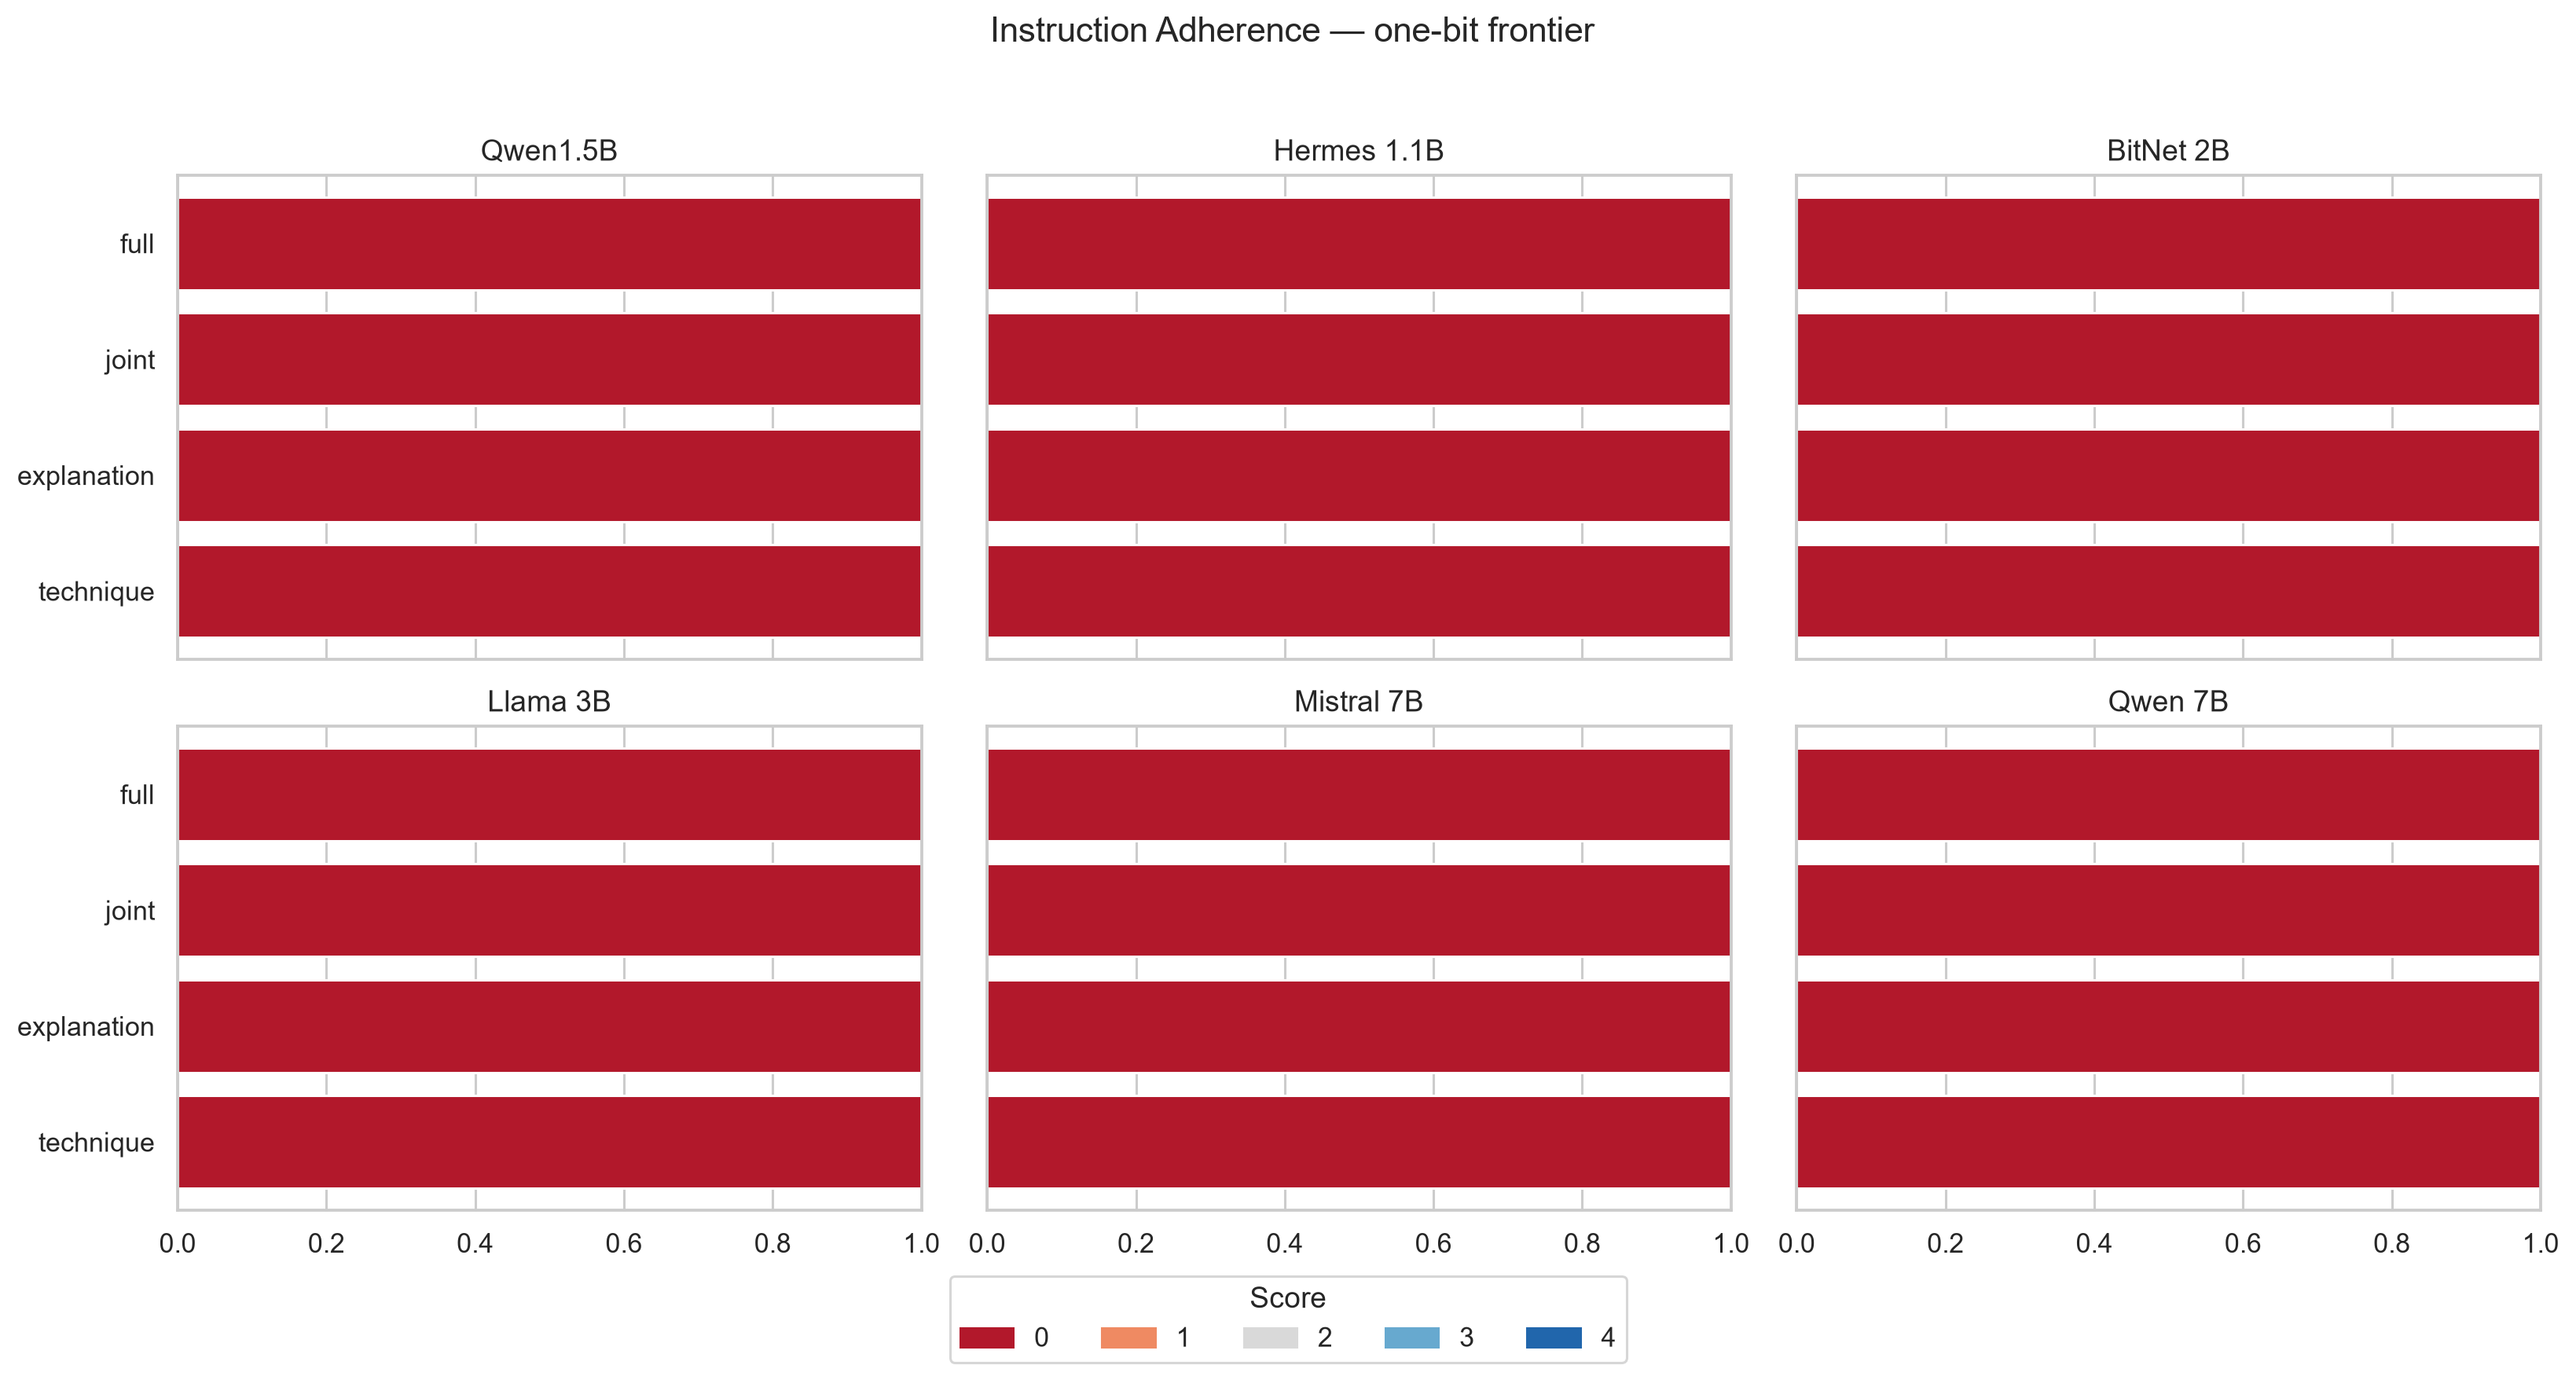 Instruction Adherence — one-bit frontier
Qwen1.5B
Hermes 1.1B
BitNet 2B
full
joint
explanation
technique
Llama 3B
Mistral 7B
Qwen 7B
full
joint
explanation
technique
0.0 0.2 0.4 0.6 0.8 1.0
0.0 0.2 0.4 0.6 0.8 1.0
0.0 0.2 0.4 0.6 0.8 1.0
Score
0 1 2 3 4